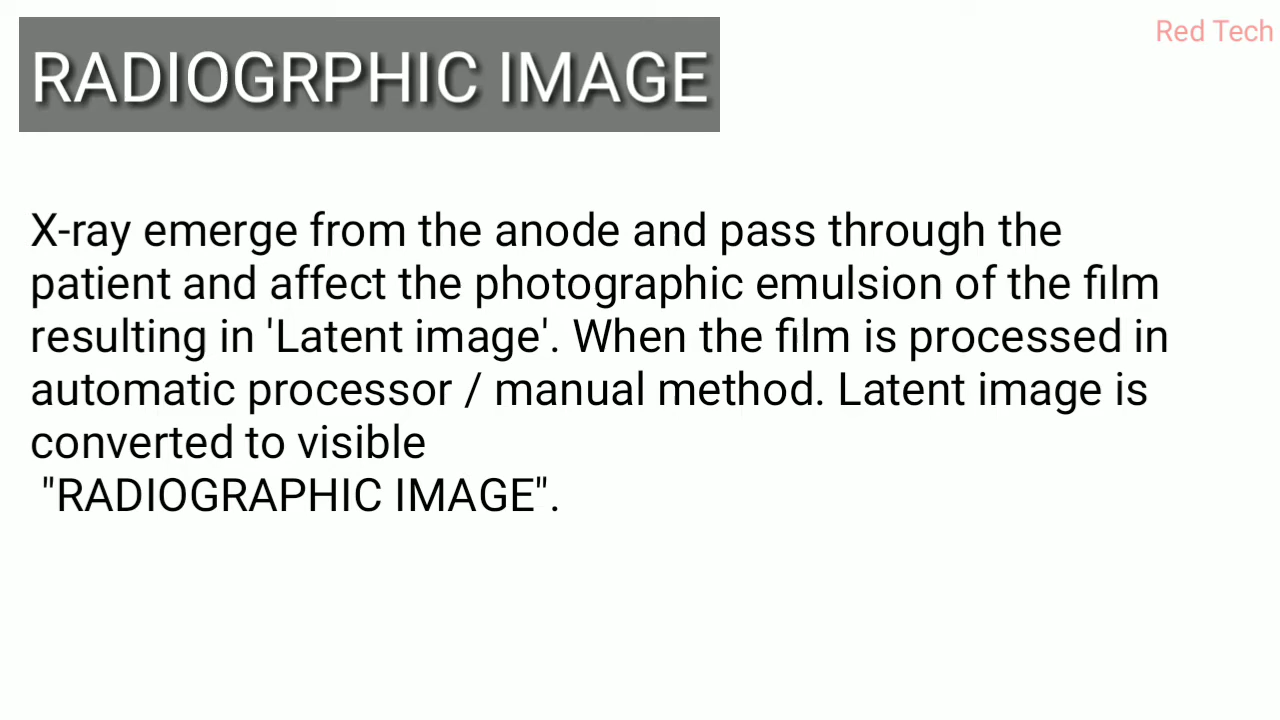 RADIOGRPHIC IMAGE
Red Tech
X-ray emerge from the anode and pass through the
patient and affect the photographic emulsion of the film
resulting in 'Latent image'. When the film is processed in
automatic processor / manual method. Latent image is
converted to visible
"RADIOGRAPHIC IMAGE".